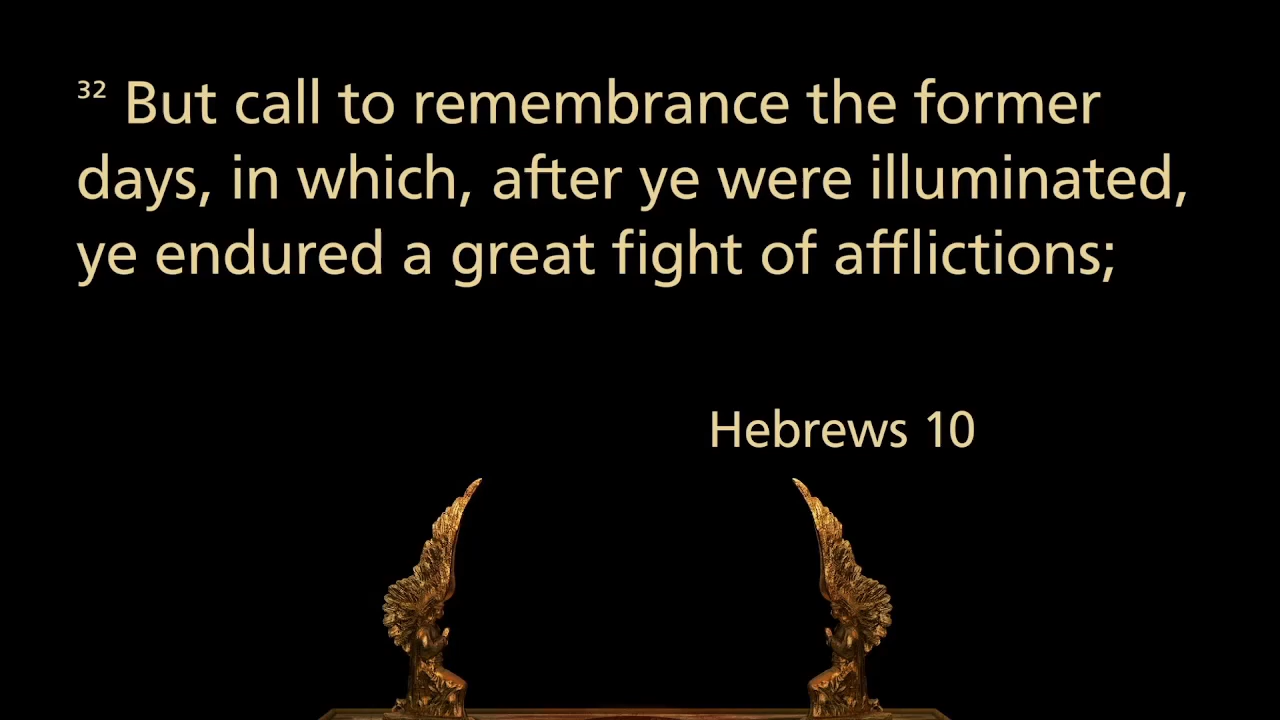 32 But call to remembrance the former
days, in which, after ye were illuminated,
ye endured a great fight of afflictions;
Hebrews 10